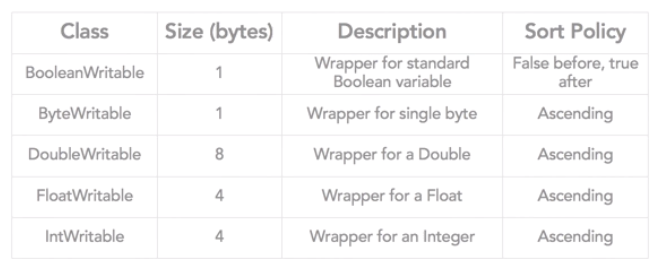 Class Size (bytes) Description Sort Policy
BooleanWritable 1 Wrapper for standard Boolean variable False before, true after
ByteWritable 1 Wrapper for single byte Ascending
DoubleWritable 8 Wrapper for a Double Ascending
FloatWritable 4 Wrapper for a Float Ascending
IntWritable 4 Wrapper for an Integer Ascending